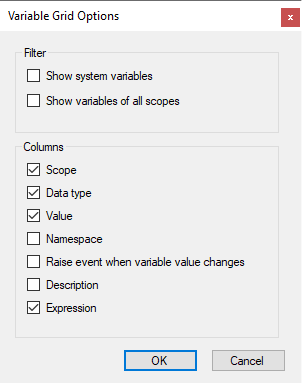 Variable Grid Options
x
Filter
Show system variables
Show variables of all scopes
Columns
Scope
Data type
Value
Namespace
Raise event when variable value changes
Description
Expression
OK
Cancel